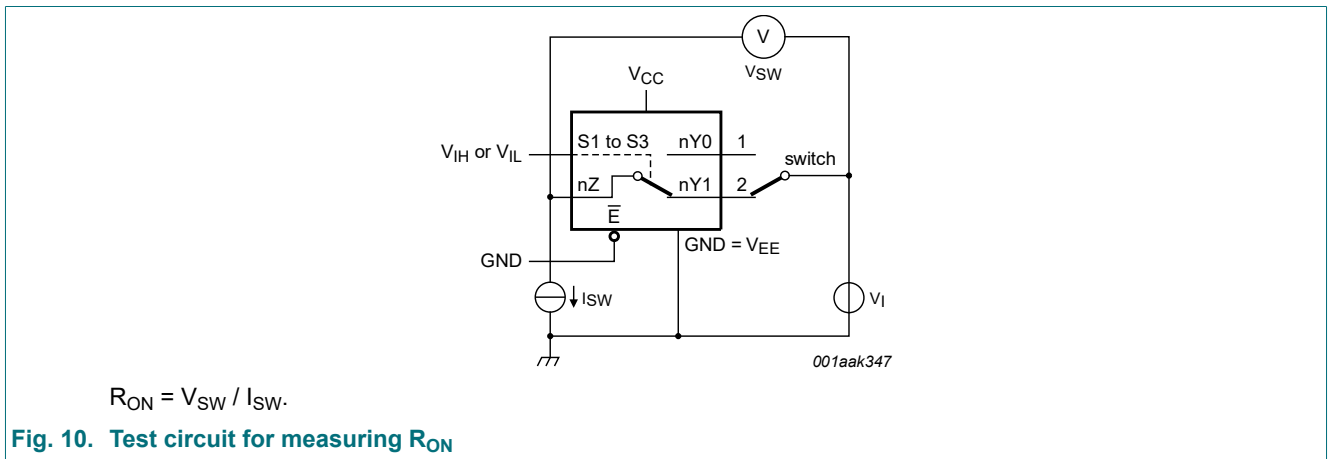 V
VSW
VCC
VIH or VIL
S1 to S3
nY0
1
switch
nZ
nY1
2
E
GND = VEE
GND
ISW
VI
001aak347
RON = VSW / ISW.
Fig. 10. Test circuit for measuring RON